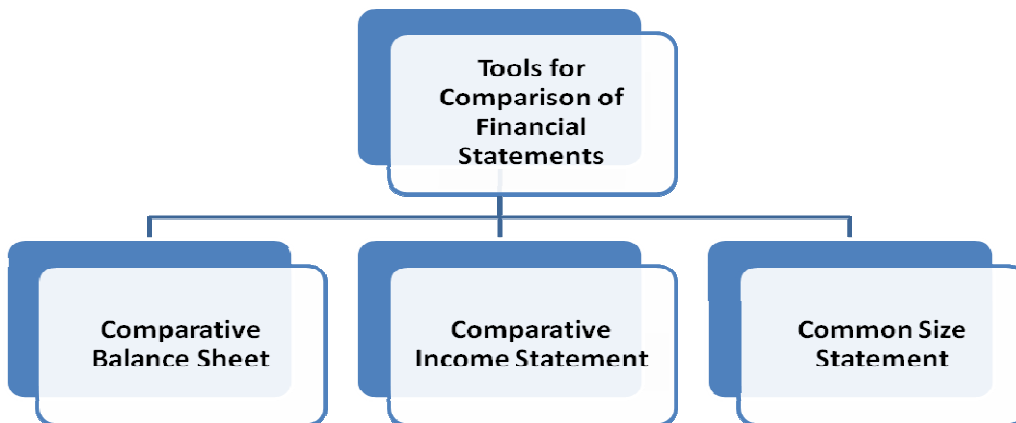 Tools for
Comparison of
Financial
Statements
Comparative
Balance Sheet
Comparative
Income Statement
Common Size
Statement